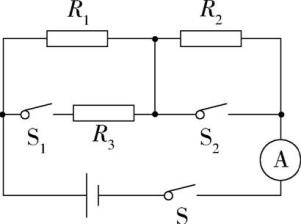 R₁ R₂
S₁ R₃ S₂ A
S